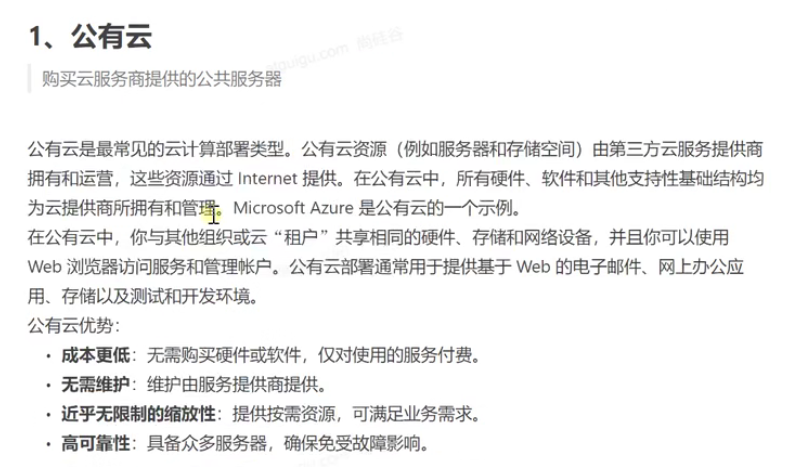 1、公有云
atguigu.com 尚硅谷
购买云服务商提供的公共服务器
公有云是最常见的云计算部署类型。公有云资源（例如服务器和存储空间）由第三方云服务提供商
拥有和运营，这些资源通过 Internet 提供。在公有云中，所有硬件、软件和其他支持性基础结构均
为云提供商所拥有和管理。Microsoft Azure 是公有云的一个示例。
在公有云中，你与其他组织或云“租户”共享相同的硬件、存储和网络设备，并且你可以使用
Web 浏览器访问服务和管理帐户。公有云部署通常用于提供基于 Web 的电子邮件、网上办公应
用、存储以及测试和开发环境。
公有云优势：
• 成本更低：无需购买硬件或软件，仅对使用的服务付费。
• 无需维护：维护由服务提供商提供。
• 近乎无限制的缩放性：提供按需资源，可满足业务需求。
• 高可靠性：具备众多服务器，确保免受故障影响。